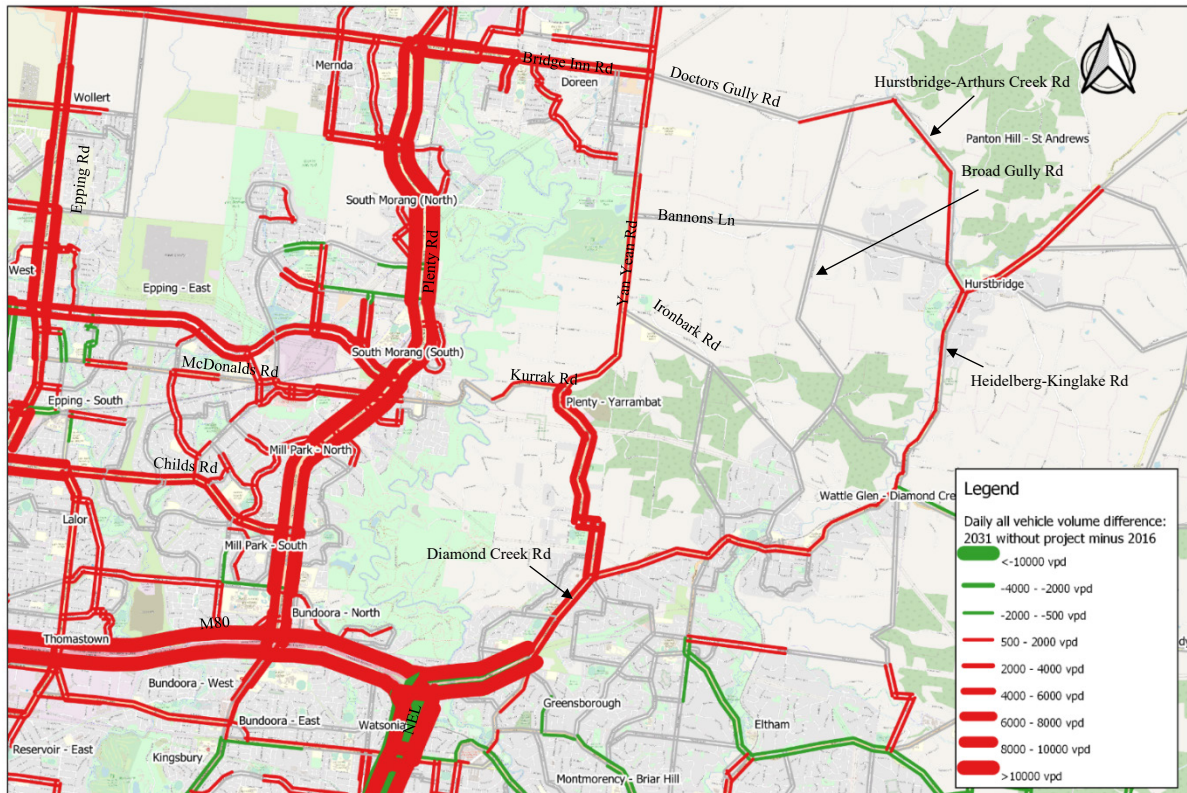 Mernda
Bridge Inn Rd
Doreen
Doctors Gully Rd
Hurstbridge-Arthurs Creek Rd
Wollert
Panton Hill - St Andrews
Epping Rd
Broad Gully Rd
South Morang (North)
Bannons Ln
Plenty Rd
Yan Yean Rd
West
Epping - East
Hurstbridge
Ironbark Rd
South Morang (South)
McDonalds Rd
Kurrak Rd
Heidelberg-Kinglake Rd
Epping - South
Plenty - Yarrambat
Mill Park - North
Childs Rd
Wattle Glen - Diamond Cre
Lalor
Mill Park - South
Diamond Creek Rd
Bundoora - North
M80
Thomastown
Bundoora - West
Bundoora - East
Watsonia
NEL
Greensborough
Eltham
Reservoir - East
Kingsbury
Montmorency - Briar Hill
Legend
Daily all vehicle volume difference:
2031 without project minus 2016
<-10000 vpd
-4000 - -2000 vpd
-2000 - -500 vpd
500 - 2000 vpd
2000 - 4000 vpd
4000 - 6000 vpd
6000 - 8000 vpd
8000 - 10000 vpd
>10000 vpd